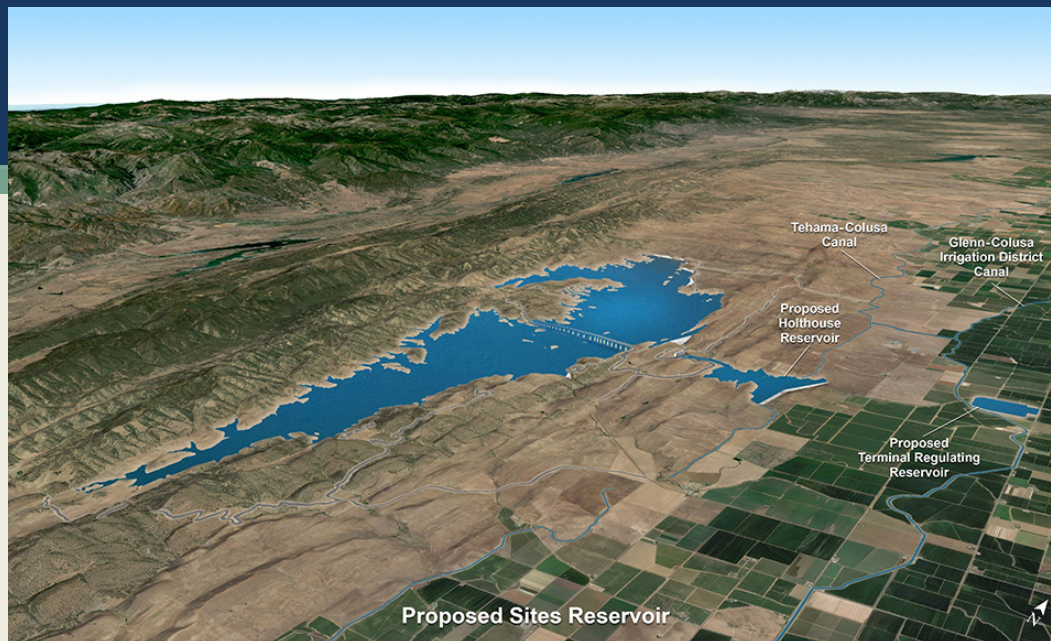 Tehama-Colusa
Canal
Glenn-Colusa
Irrigation District
Canal
Proposed
Holthouse
Reservoir
Proposed
Terminal Regulating
Reservoir
Proposed Sites Reservoir
N